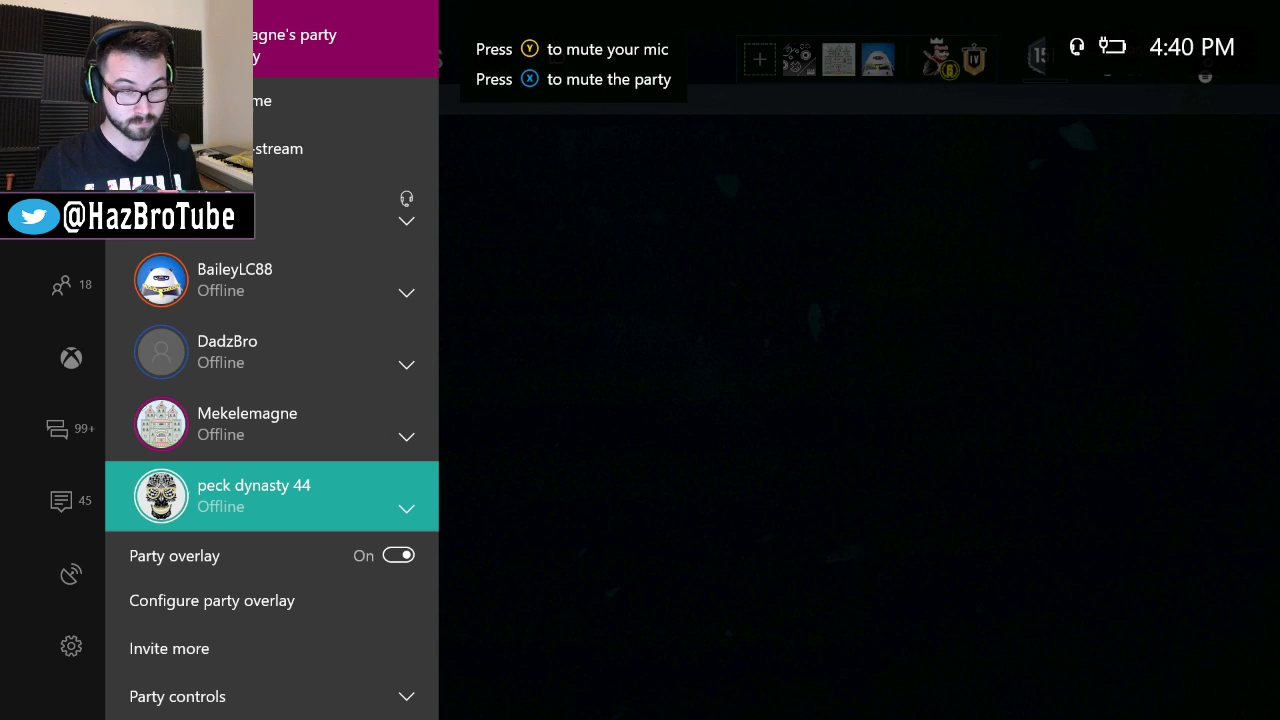 agne's party
y
Press Y to mute your mic
Press X to mute the party
15
4:40 PM
IV
me
-stream
@HazBroTube
BaileyLC88
Offline
18
DadzBro
Offline
Mekelemagne
Offline
99+
peck dynasty 44
Offline
45
Party overlay
On
Configure party overlay
Invite more
Party controls